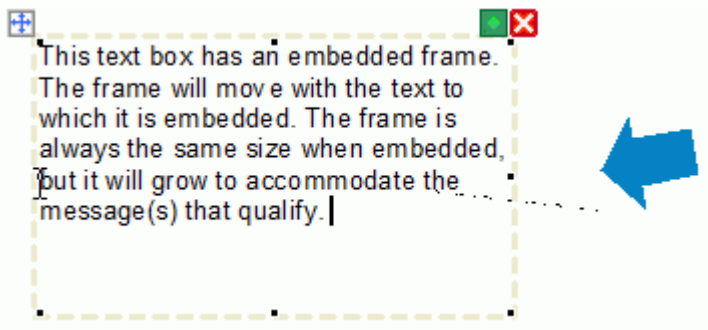 This text box has an embedded frame.
The frame will move with the text to
which it is embedded. The frame is
always the same size when embedded,
but it will grow to accommodate the
message(s) that qualify.